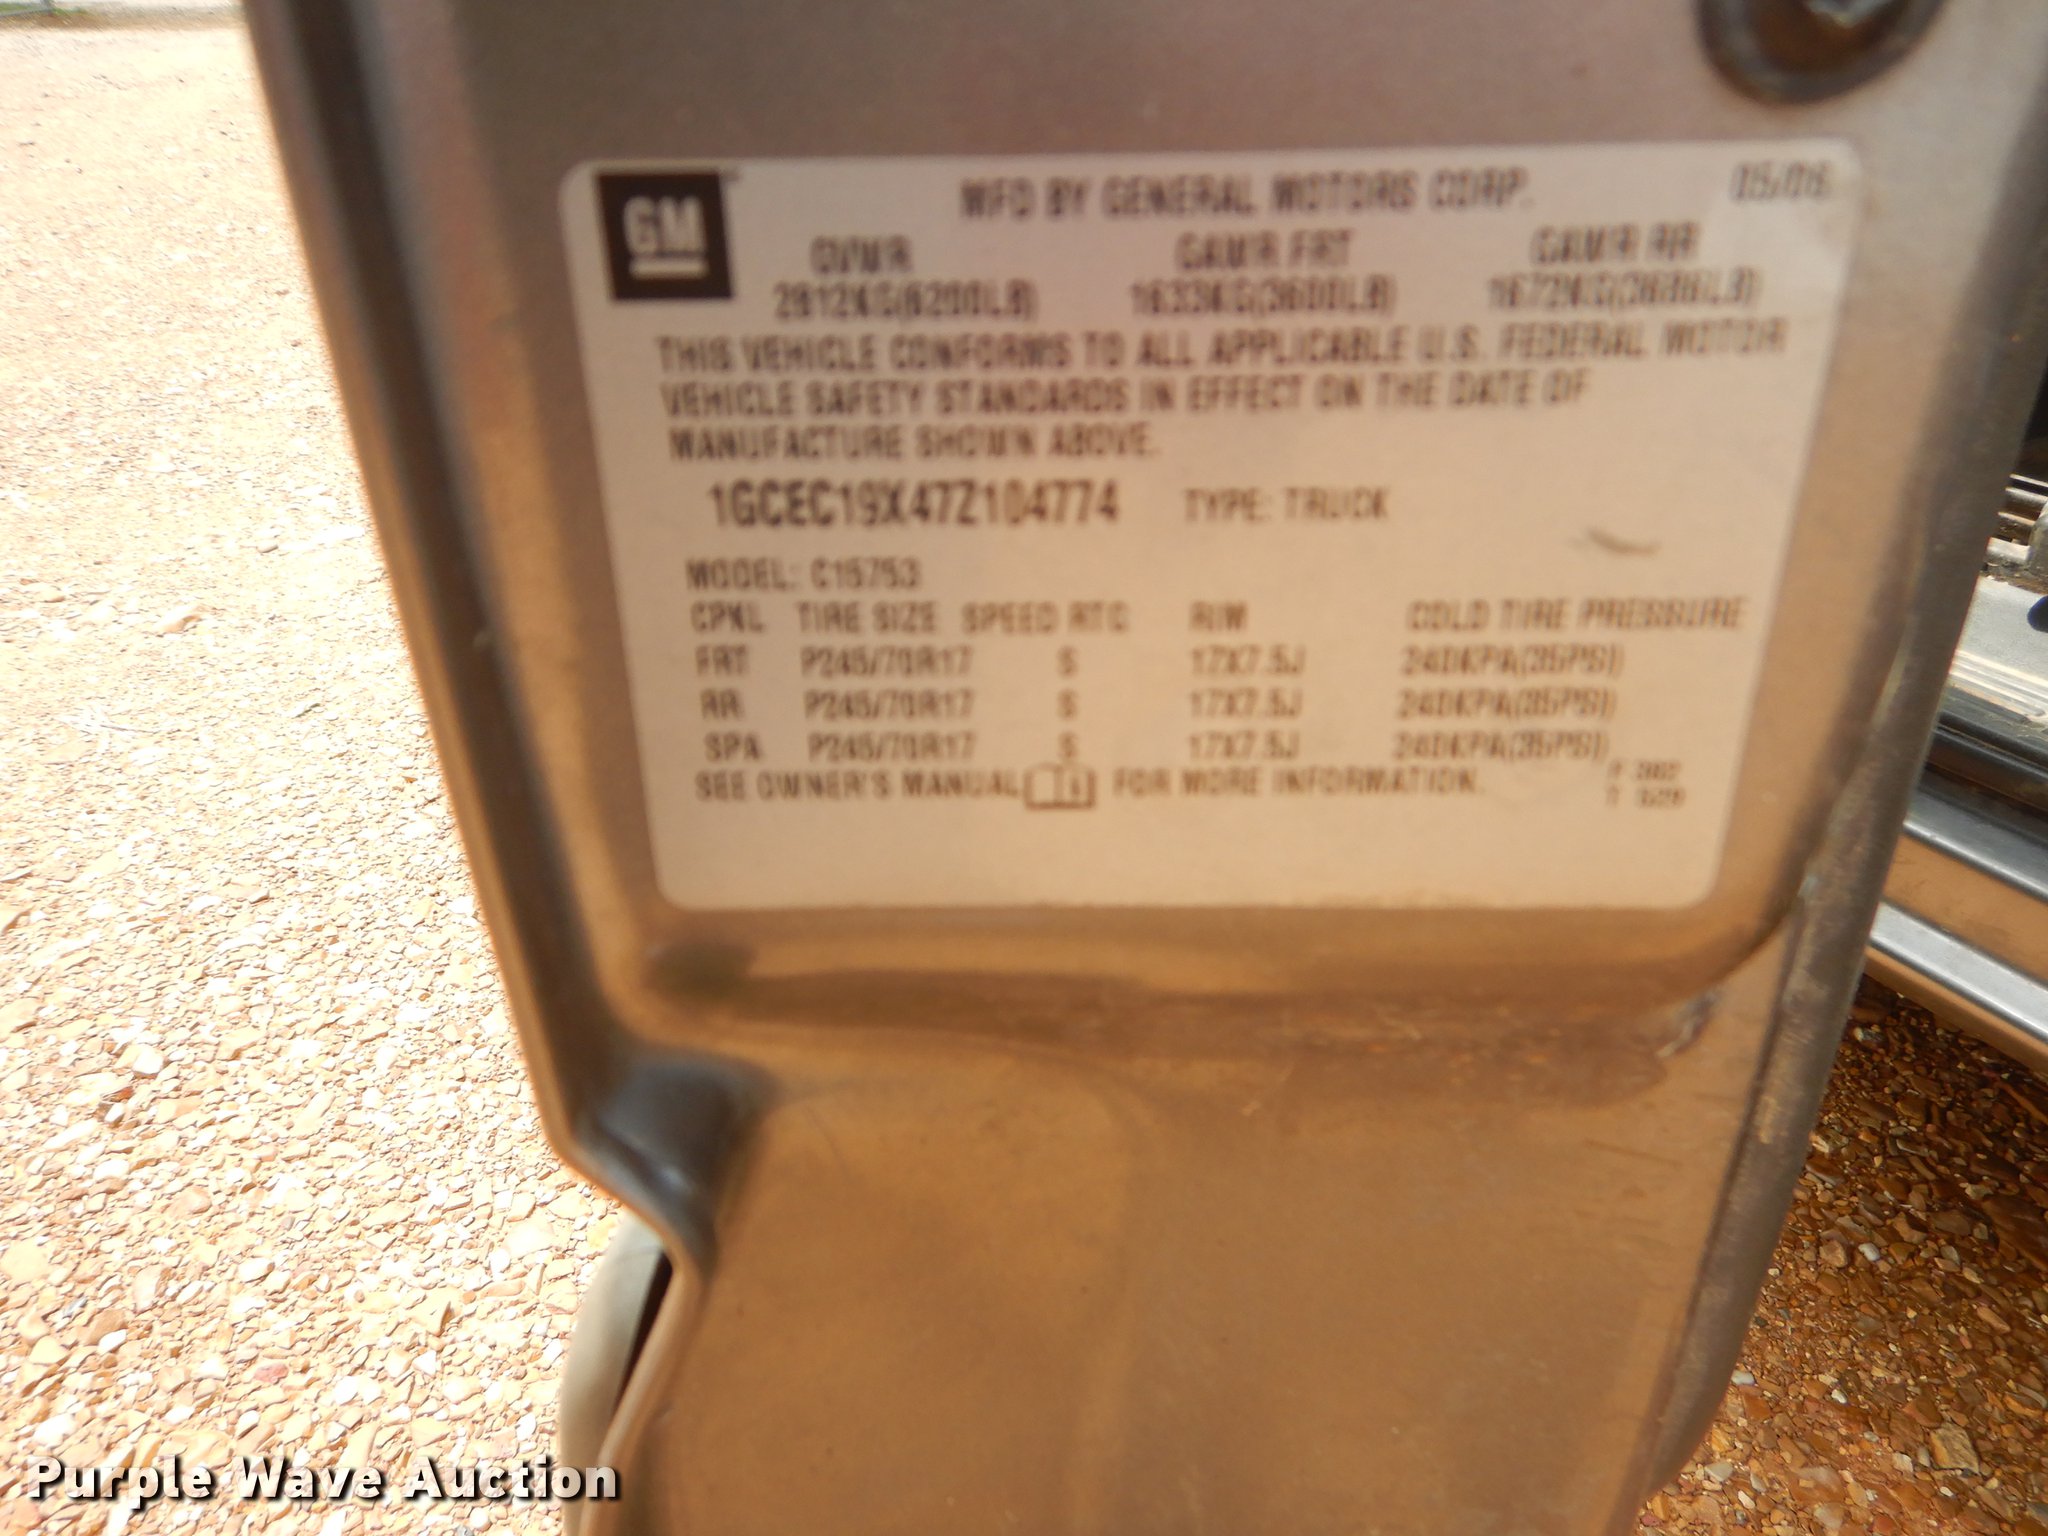 GM
MFD BY GENERAL MOTORS CORP. 05/06
GVWR GAWR FRT GAWR RR
2812KG(6200LB) 1633KG(3600LB) 1672KG(3686LB)
THIS VEHICLE CONFORMS TO ALL APPLICABLE U.S. FEDERAL MOTOR
VEHICLE SAFETY STANDARDS IN EFFECT ON THE DATE OF
MANUFACTURE SHOWN ABOVE.
1GCEC19X47Z104774 TYPE: TRUCK
MODEL: C15753
TIRE SIZE SPEED RTG RIM COLD TIRE PRESSURE
FRT P245/70R17 S 17X7.5J 240KPA(35PSI)
RR P245/70R17 S 17X7.5J 240KPA(35PSI)
SPA P245/70R17 S 17X7.5J 240KPA(35PSI)
SEE OWNER'S MANUAL FOR MORE INFORMATION.
Purple Wave Auction